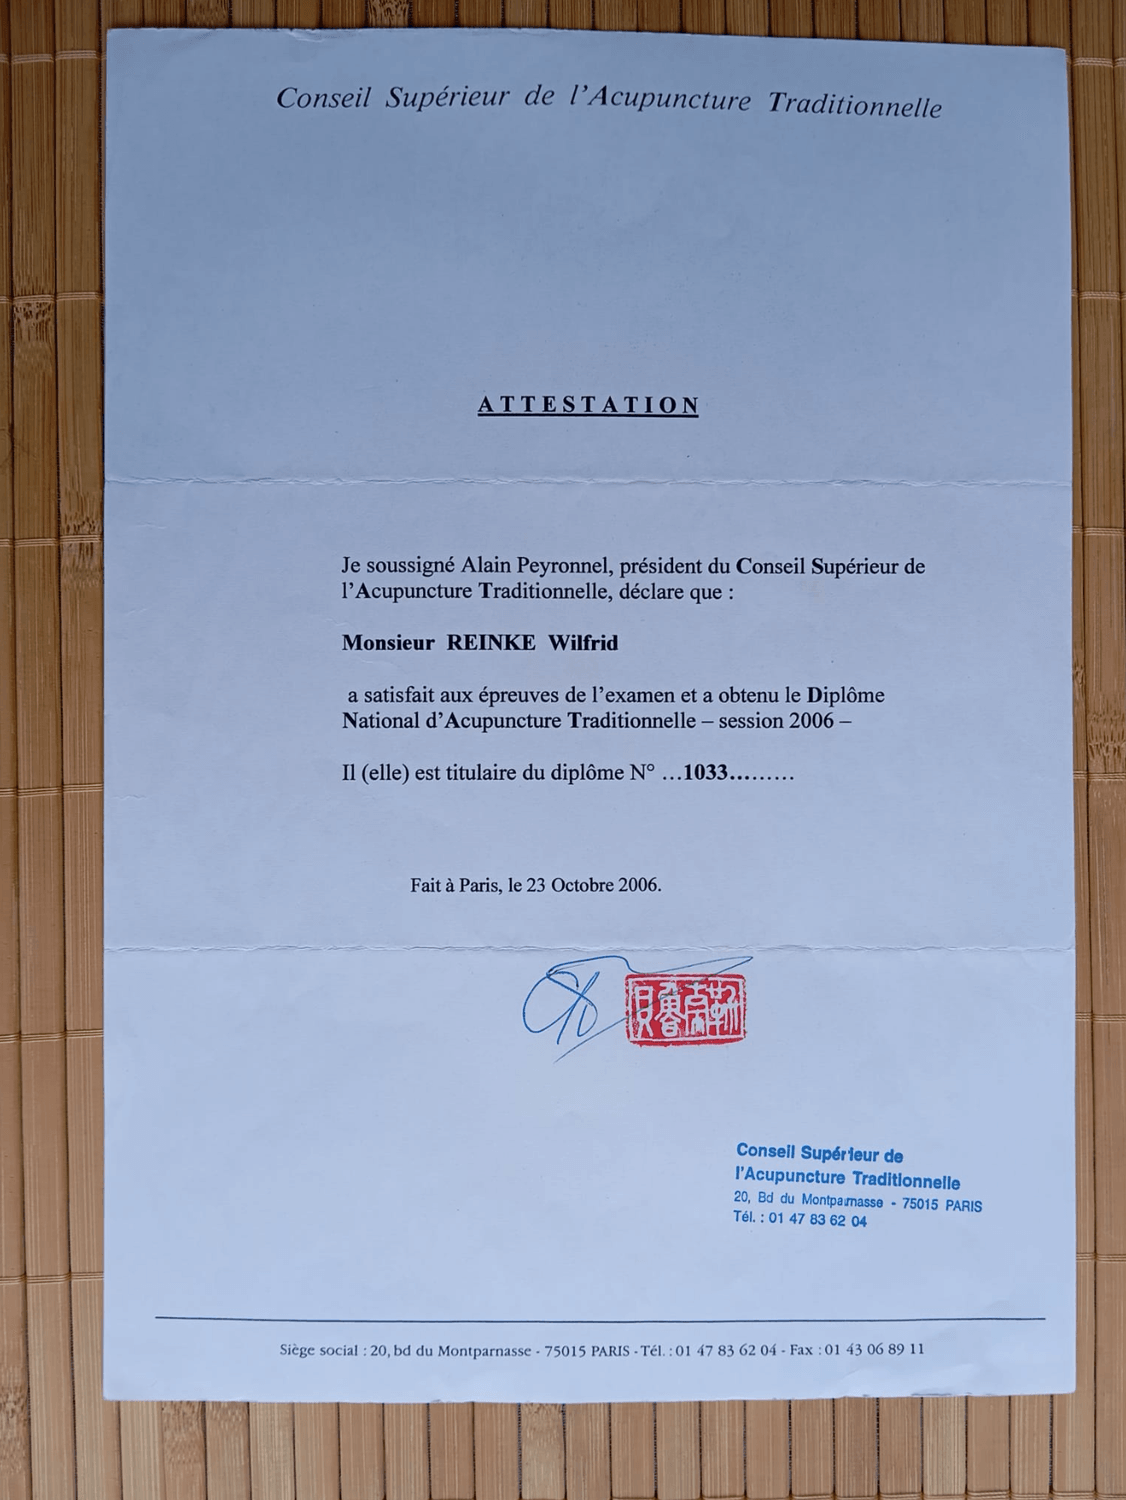 Conseil Supérieur de l'Acupuncture Traditionnelle
ATTESTATION
Je soussigné Alain Peyronnel, président du Conseil Supérieur de
l'Acupuncture Traditionnelle, déclare que :
Monsieur REINKE Wilfrid
a satisfait aux épreuves de l'examen et a obtenu le Diplôme
National d'Acupuncture Traditionnelle – session 2006 –
Il (elle) est titulaire du diplôme N° ...1033.........
Fait à Paris, le 23 Octobre 2006.
Conseil Supérieur de
l'Acupuncture Traditionnelle
20, Bd du Montparnasse - 75015 PARIS
Tél. : 01 47 83 62 04
Siège social : 20, bd du Montparnasse - 75015 PARIS - Tél. : 01 47 83 62 04 - Fax : 01 43 06 89 11